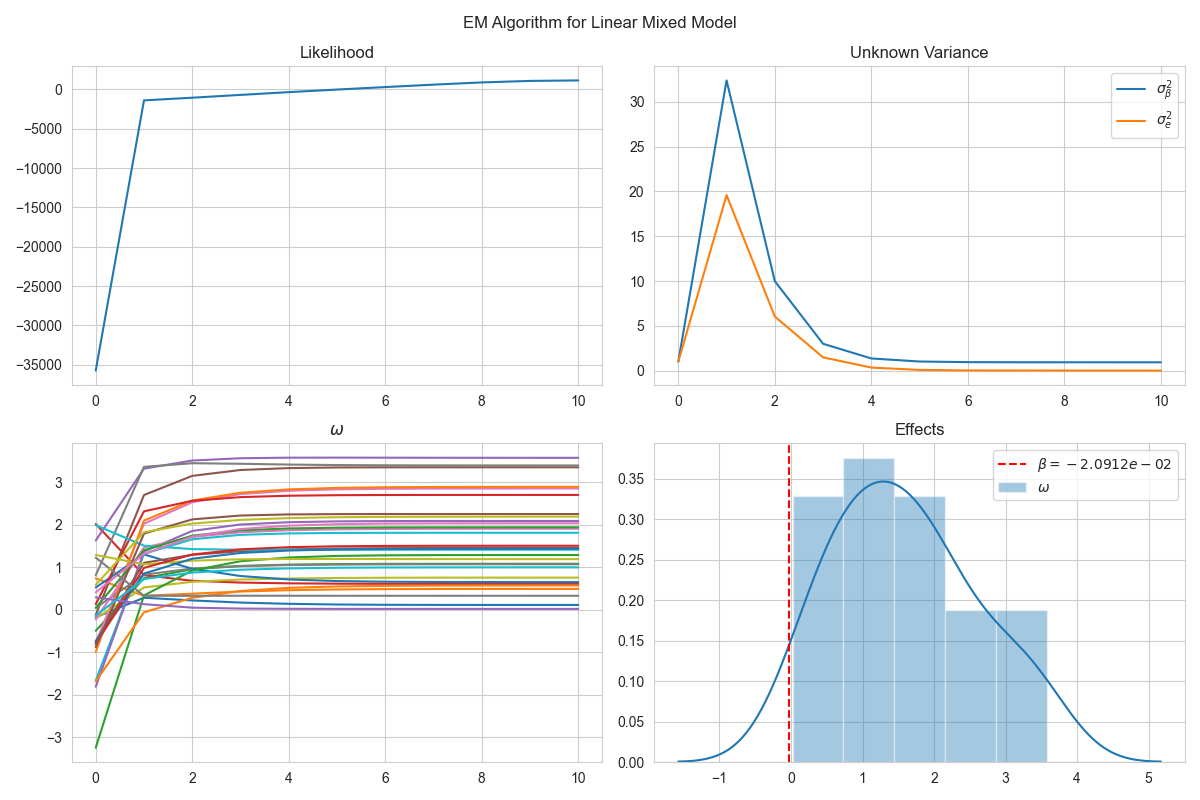 EM Algorithm for Linear Mixed Model
Likelihood
0
−5000
−10000
−15000
−20000
−25000
−30000
−35000
0 2 4 6 8 10
Unknown Variance
30
25
20
15
10
5
0
0 2 4 6 8 10
σ²_β
σ²_e
ω
3
2
1
0
−1
−2
−3
0 2 4 6 8 10
Effects
0.35
0.30
0.25
0.20
0.15
0.10
0.05
0.00
−1 0 1 2 3 4 5
β = −2.0912e − 02
ω